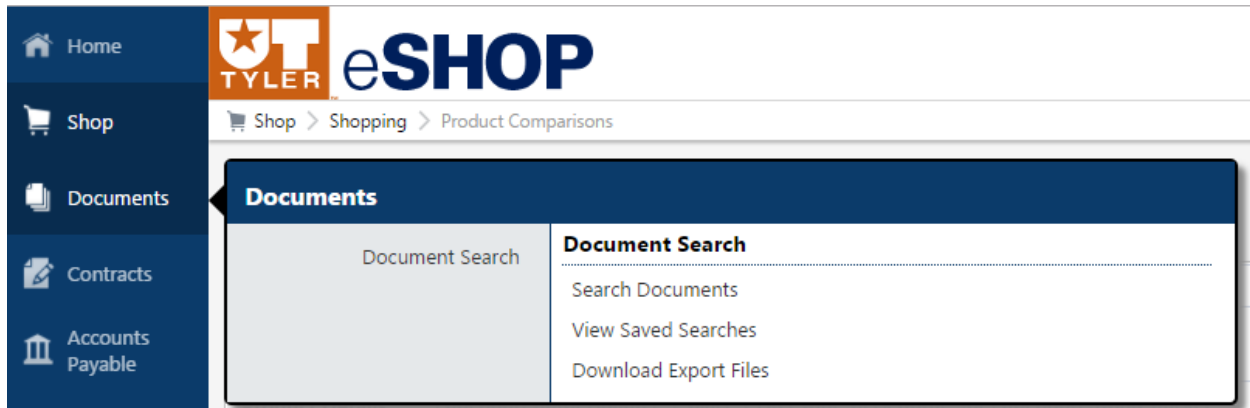 Home
Shop
Documents
Contracts
Accounts
Payable
UT
TYLER
eSHOP
Shop > Shopping > Product Comparisons
Documents
Document Search
Document Search
Search Documents
View Saved Searches
Download Export Files